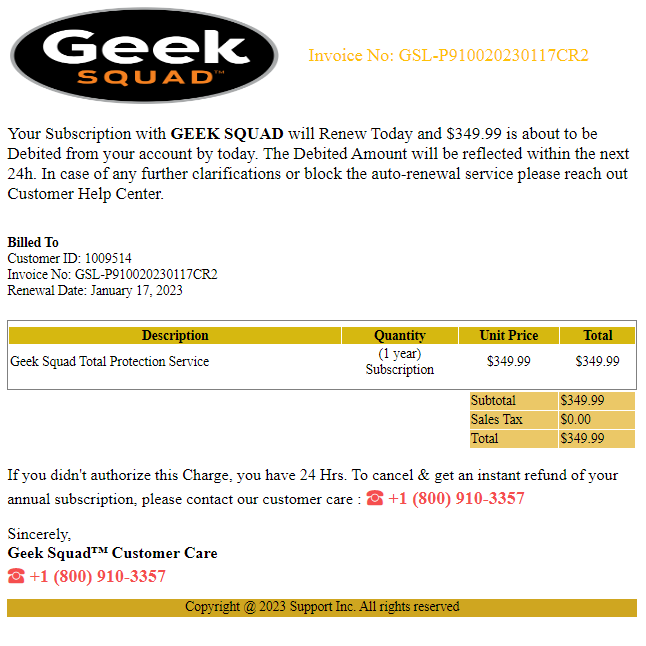 Geek
SQUAD™
Invoice No: GSL-P910020230117CR2
Your Subscription with GEEK SQUAD will Renew Today and $349.99 is about to be
Debited from your account by today. The Debited Amount will be reflected within the next
24h. In case of any further clarifications or block the auto-renewal service please reach out
Customer Help Center.
Billed To
Customer ID: 1009514
Invoice No: GSL-P910020230117CR2
Renewal Date: January 17, 2023
Description Quantity Unit Price Total
Geek Squad Total Protection Service (1 year) Subscription $349.99 $349.99
Subtotal $349.99
Sales Tax $0.00
Total $349.99
If you didn't authorize this Charge, you have 24 Hrs. To cancel & get an instant refund of your
annual subscription, please contact our customer care : ☎ +1 (800) 910-3357
Sincerely,
Geek Squad™ Customer Care
☎ +1 (800) 910-3357
Copyright @ 2023 Support Inc. All rights reserved